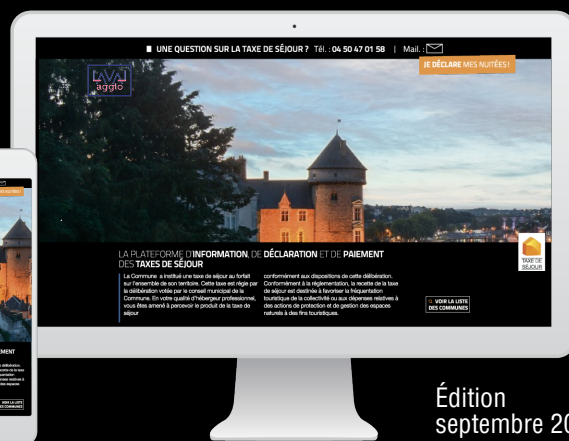 UNE QUESTION SUR LA TAXE DE SÉJOUR ? Tél. : 04 50 47 01 58 | Mail. :
JE DÉCLARE MES NUITÉES !
LAVAL
agglo
LA PLATEFORME D'INFORMATION, DE DÉCLARATION ET DE PAIEMENT
DES TAXES DE SÉJOUR
La Commune a institué une taxe de séjour au forfait
sur l'ensemble de son territoire. Cette taxe est régie par
la délibération votée par le conseil municipal de la
Commune. En votre qualité d'hébergeur professionnel,
vous êtes amené à percevoir le produit de la taxe de
séjour
conformément aux dispositions de cette délibération.
Conformément à la réglementation, la recette de la taxe
de séjour est destinée à favoriser la fréquentation
touristique de la collectivité ou aux dépenses relatives à
des actions de protection et de gestion des espaces
naturels à des fins touristiques.
TAXE DE
SÉJOUR
VOIR LA LISTE
DES COMMUNES
Édition
septembre 20